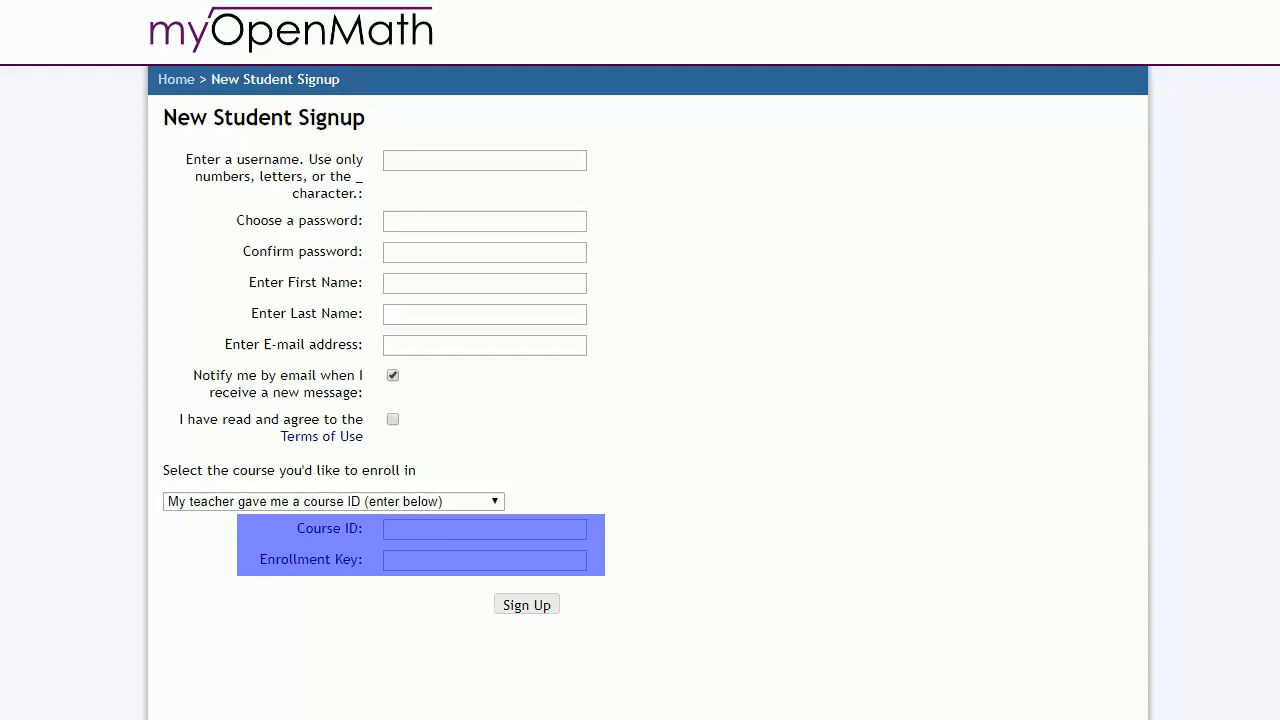 myOpenMath
Home > New Student Signup
New Student Signup
Enter a username. Use only
numbers, letters, or the _
character.:
Choose a password:
Confirm password:
Enter First Name:
Enter Last Name:
Enter E-mail address:
Notify me by email when I
receive a new message:
I have read and agree to the
Terms of Use
Select the course you'd like to enroll in
My teacher gave me a course ID (enter below)
Course ID:
Enrollment Key:
Sign Up